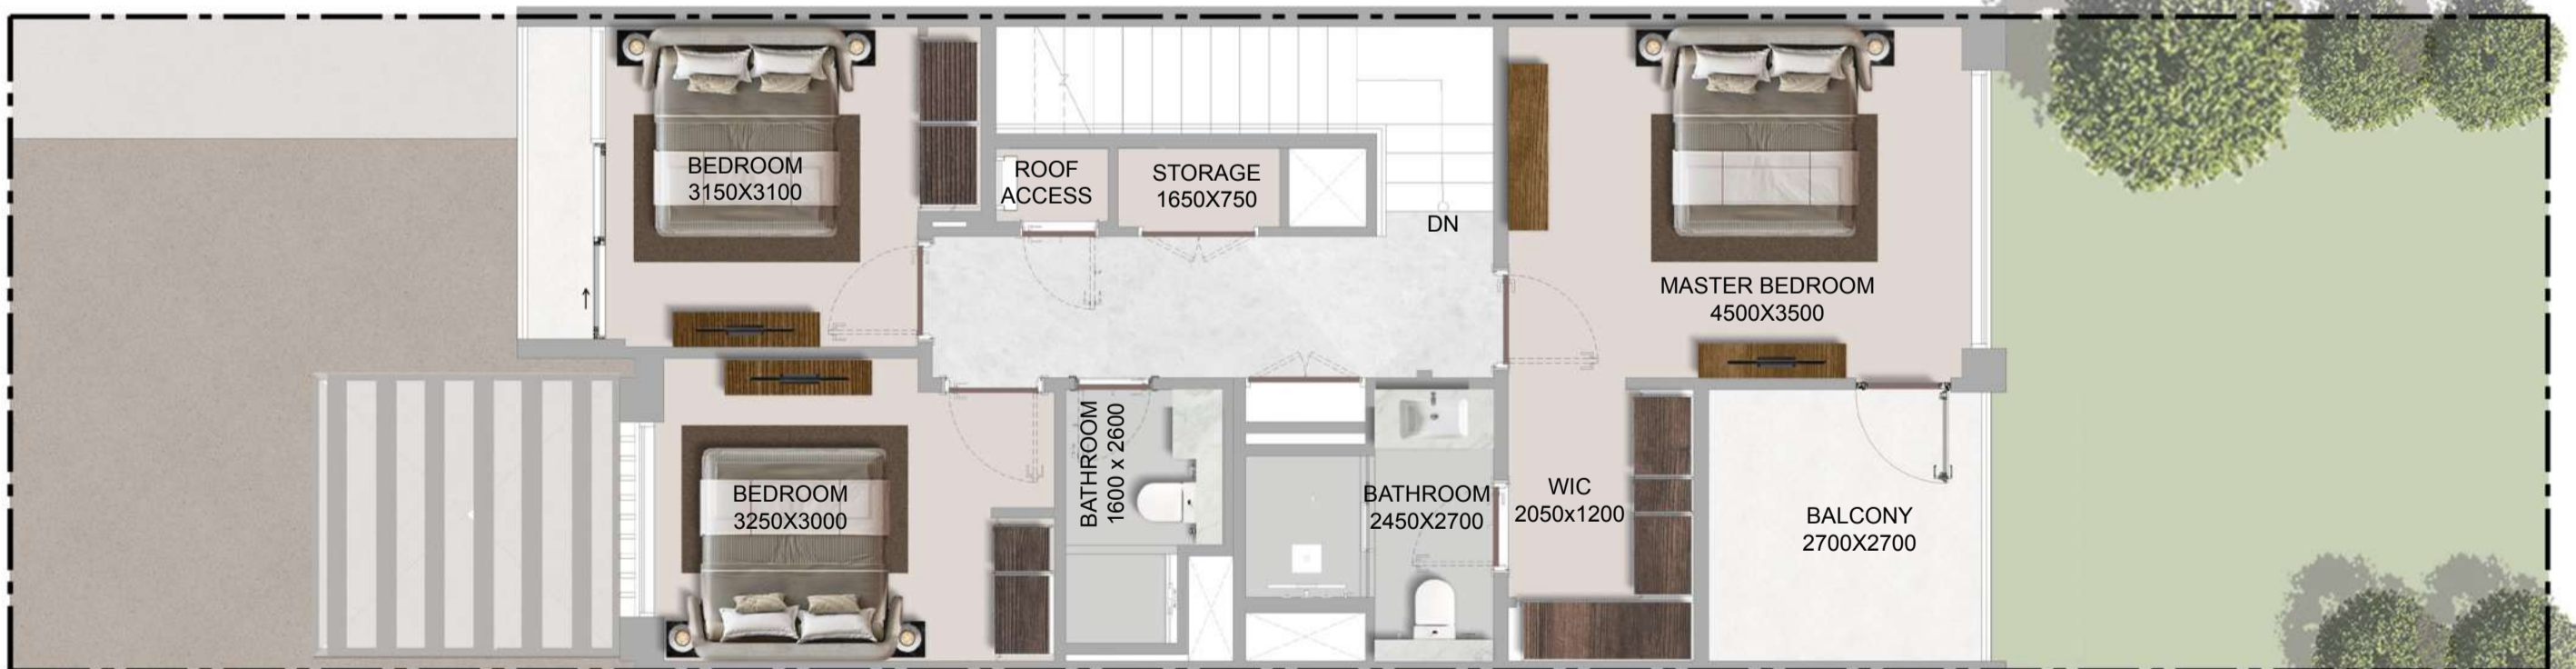 BEDROOM
3150X3100
ROOF
ACCESS
STORAGE
1650X750
DN
MASTER BEDROOM
4500X3500
BEDROOM
3250X3000
BATHROOM
1600 x 2600
BATHROOM
2450X2700
WIC
2050x1200
BALCONY
2700X2700